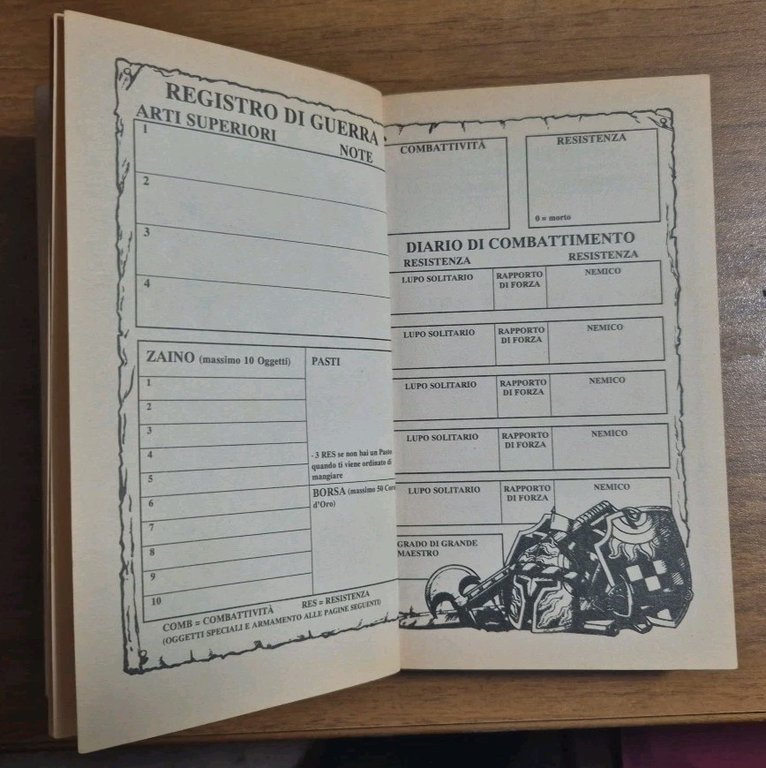 REGISTRO DI GUERRA
ARTI SUPERIORI
NOTE
1
2
3
4
ZAINO (massimo 10 Oggetti)
1
2
3
4
5
6
7
8
9
10
PASTI
- 3 RES se non hai un Pasto
quando ti viene ordinato di
mangiare
BORSA (massimo 50
d'Oro)
COMB = COMBATTIVITÀ
RES = RESISTENZA
(OGGETTI SPECIALI E ARMAMENTO ALLE PAGINE SEGUENTI)
COMBATTIVITÀ
RESISTENZA
0 = morto
DIARIO DI COMBATTIMENTO
RESISTENZA
RESISTENZA
LUPO SOLITARIO
RAPPORTO
DI FORZA
NEMICO
LUPO SOLITARIO
RAPPORTO
DI FORZA
NEMICO
LUPO SOLITARIO
RAPPORTO
DI FORZA
NEMICO
LUPO SOLITARIO
RAPPORTO
DI FORZA
NEMICO
LUPO SOLITARIO
RAPPORTO
DI FORZA
NEMICO
GRADO DI GRANDE
MAESTRO